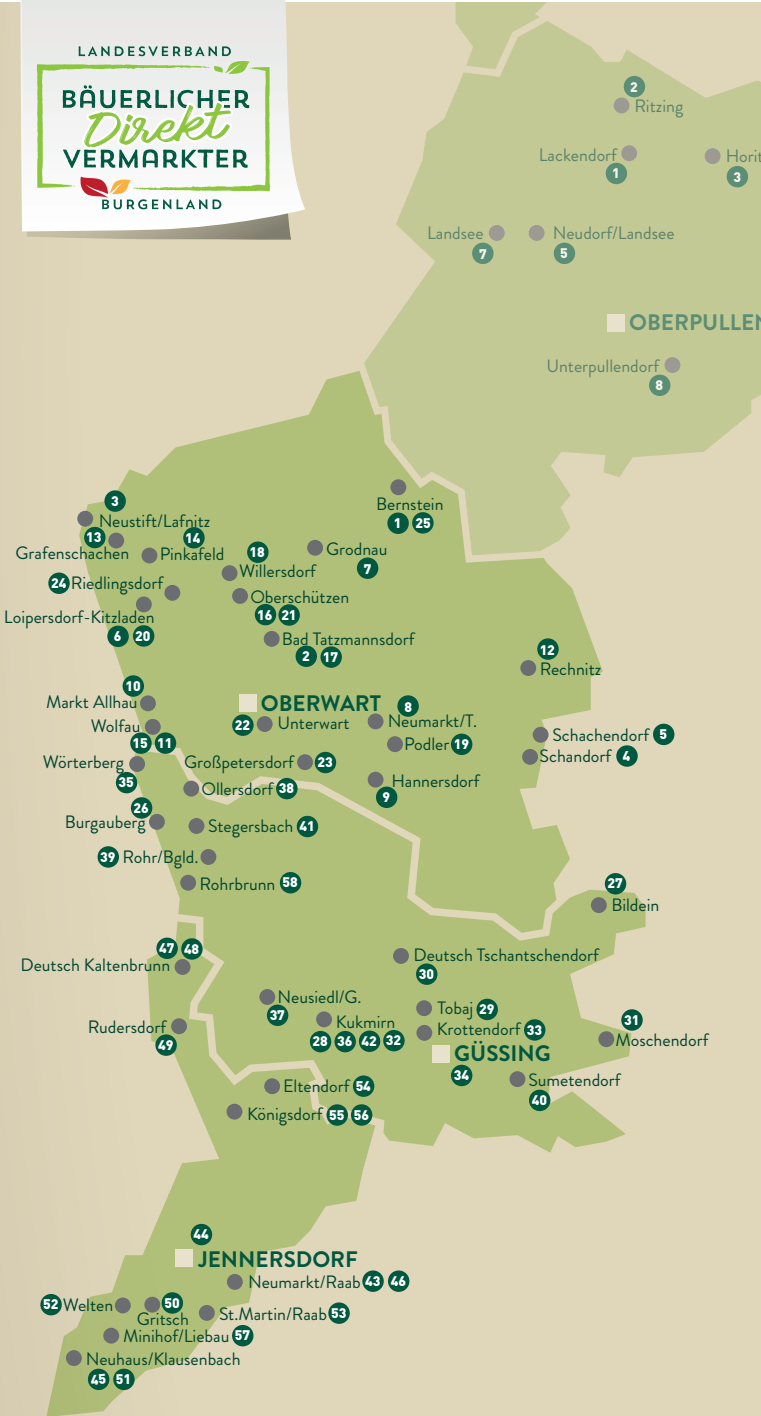 LANDESVERBAND
BÄUERLICHER
Direkt
VERMARKTER
BURGENLAND
2
Ritzing
Lackendorf
1
Horit
3
Landsee
7
Neudorf/Landsee
5
OBERPULLEN
Unterpullendorf
8
3
Neustift/Lafnitz
13
Grafenschachen
14
Pinkafeld
Bernstein
1 25
18
Willersdorf
Grodnau
7
24 Riedlingsdorf
Oberschützen
16 21
Loipersdorf-Kitzladen
6 20
Bad Tatzmannsdorf
2 17
12
Rechnitz
10
Markt Allhau
OBERWART
8
Neumarkt/T.
Wolfau
15 11
22 Unterwart
Podler 19
Schachendorf 5
Schandorf 4
Wörterberg
35
Großpetersdorf 23
Ollersdorf 38
Hannersdorf
9
26
Burgauberg
Stegersbach 41
39 Rohr/Bgld.
Rohrbrunn 58
27
Bildein
47 48
Deutsch Kaltenbrunn
Deutsch Tschantschendorf
30
Neusiedl/G.
37
Tobaj 29
Rudersdorf
49
Kukmirn
28 36 42 32
Krottendorf 33
31
Moschendorf
GÜSSING
34
Sumetendorf
40
Eltendorf 54
Königsdorf 55 56
44
JENNERSDORF
Neumarkt/Raab 43 46
52 Welten
50
Gritsch
St.Martin/Raab 53
Minihof/Liebau 57
Neuhaus/Klausenbach
45 51